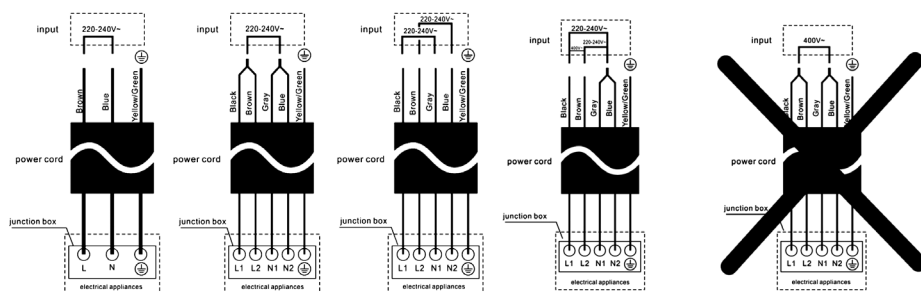 input
220-240V~
Brown
Blue
Yellow/Green
power cord
junction box
L
N
electrical appliances
input
220-240V~
Black
Brown
Gray
Blue
Yellow/Green
power cord
junction box
L1
L2
N1
N2
electrical appliances
input
220-240V~
220-240V~
Black
Brown
Gray
Blue
Yellow/Green
power cord
junction box
L1
L2
N1
N2
electrical appliances
input
220-240V~
220-240V~
400V~
Black
Brown
Gray
Blue
Yellow/Green
power cord
junction box
L1
L2
N1
N2
electrical appliances
input
400V~
Black
Brown
Gray
Blue
Yellow/Green
power cord
junction box
L1
L2
N1
N2
electrical appliances